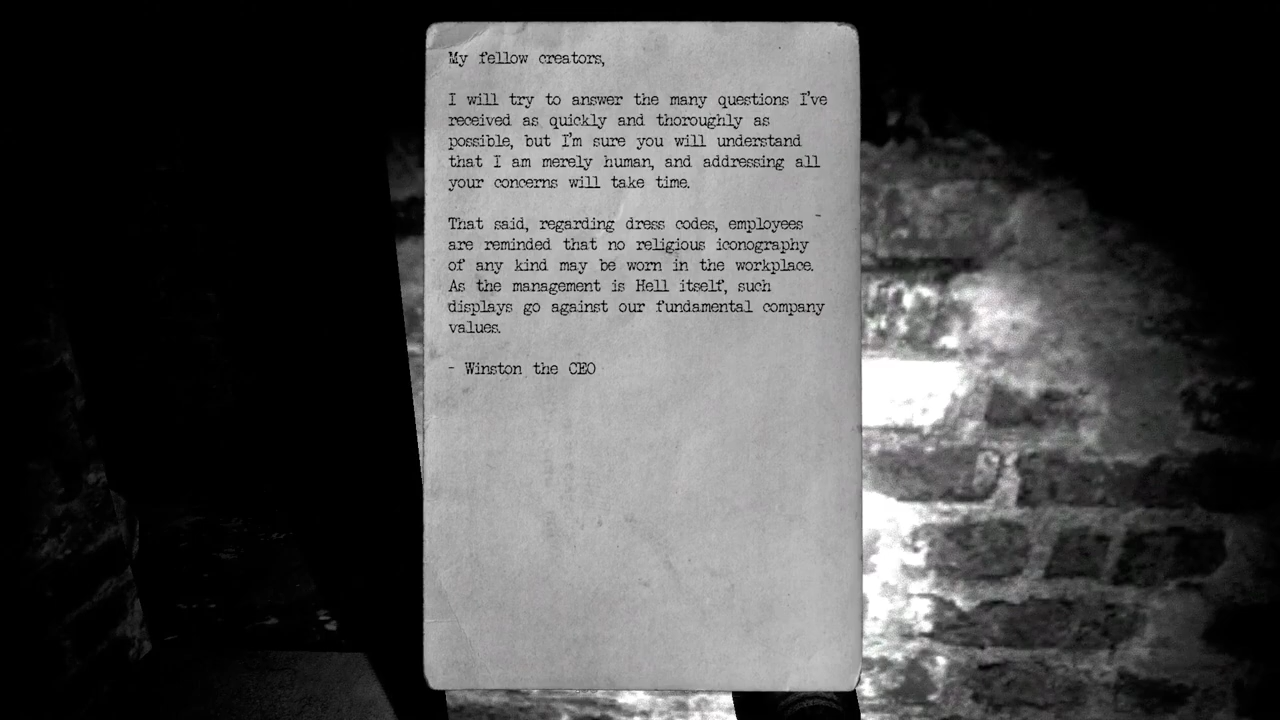 My fellow creators,
I will try to answer the many questions I've
received as quickly and thoroughly as
possible, but I'm sure you will understand
that I am merely human, and addressing all
your concerns will take time.
That said, regarding dress codes, employees
are reminded that no religious iconography
of any kind may be worn in the workplace.
As the management is Hell itself, such
displays go against our fundamental company
values.
- Winston the CEO